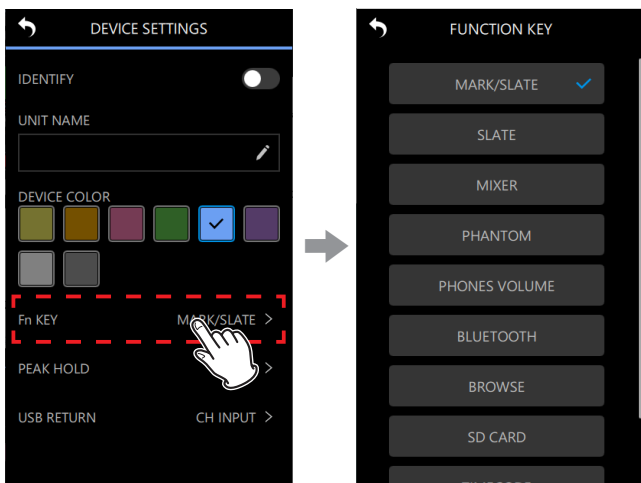 DEVICE SETTINGS
IDENTIFY
UNIT NAME
DEVICE COLOR
Fn KEY MARK/SLATE >
PEAK HOLD >
USB RETURN CH INPUT >
FUNCTION KEY
MARK/SLATE
SLATE
MIXER
PHANTOM
PHONES VOLUME
BLUETOOTH
BROWSE
SD CARD